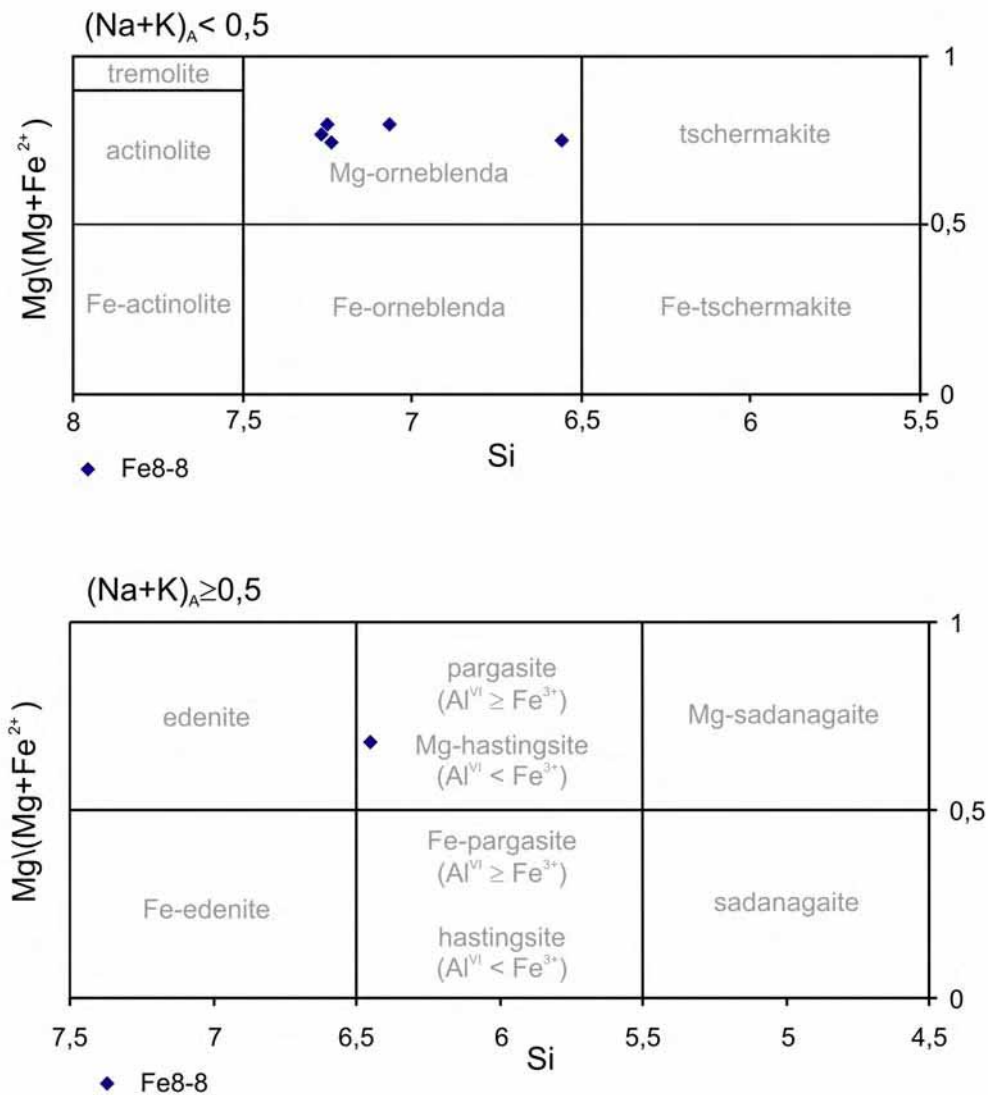 (Na+K)A< 0,5
tremolite
actinolite
Mg-orneblenda
tschermakite
Fe-actinolite
Fe-orneblenda
Fe-tschermakite
Mg\(Mg+Fe2+)
1
0,5
0
8 7,5 7 6,5 6 5,5
Si
Fe8-8
(Na+K)A≥0,5
edenite
pargasite
(AlVI ≥ Fe3+)
Mg-hastingsite
(AlVI < Fe3+)
Mg-sadanagaite
Fe-edenite
Fe-pargasite
(AlVI ≥ Fe3+)
hastingsite
(AlVI < Fe3+)
sadanagaite
Mg\(Mg+Fe2+)
1
0,5
0
7,5 7 6,5 6 5,5 5 4,5
Si
Fe8-8